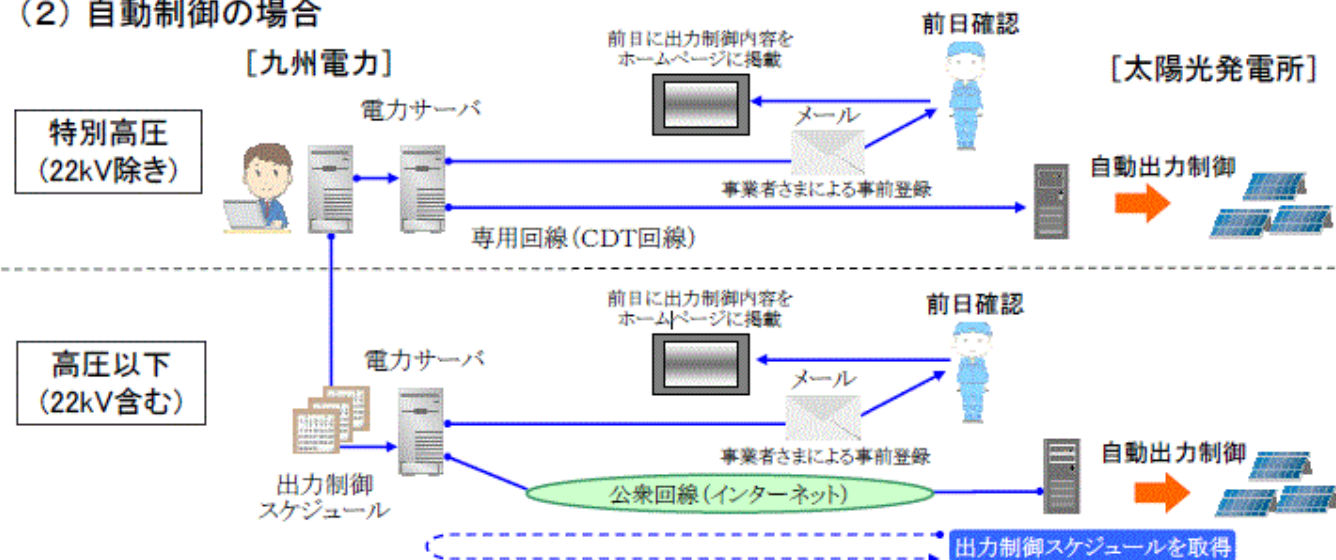 (2) 自動制御の場合
[九州電力]
前日に出力制御内容を
ホームページに掲載
前日確認
[太陽光発電所]
特別高圧
(22kV除き)
電力サーバ
メール
事業者さまによる事前登録
自動出力制御
専用回線(CDT回線)
高圧以下
(22kV含む)
電力サーバ
前日に出力制御内容を
ホームページに掲載
前日確認
メール
事業者さまによる事前登録
自動出力制御
出力制御
スケジュール
公衆回線(インターネット)
出力制御スケジュールを取得